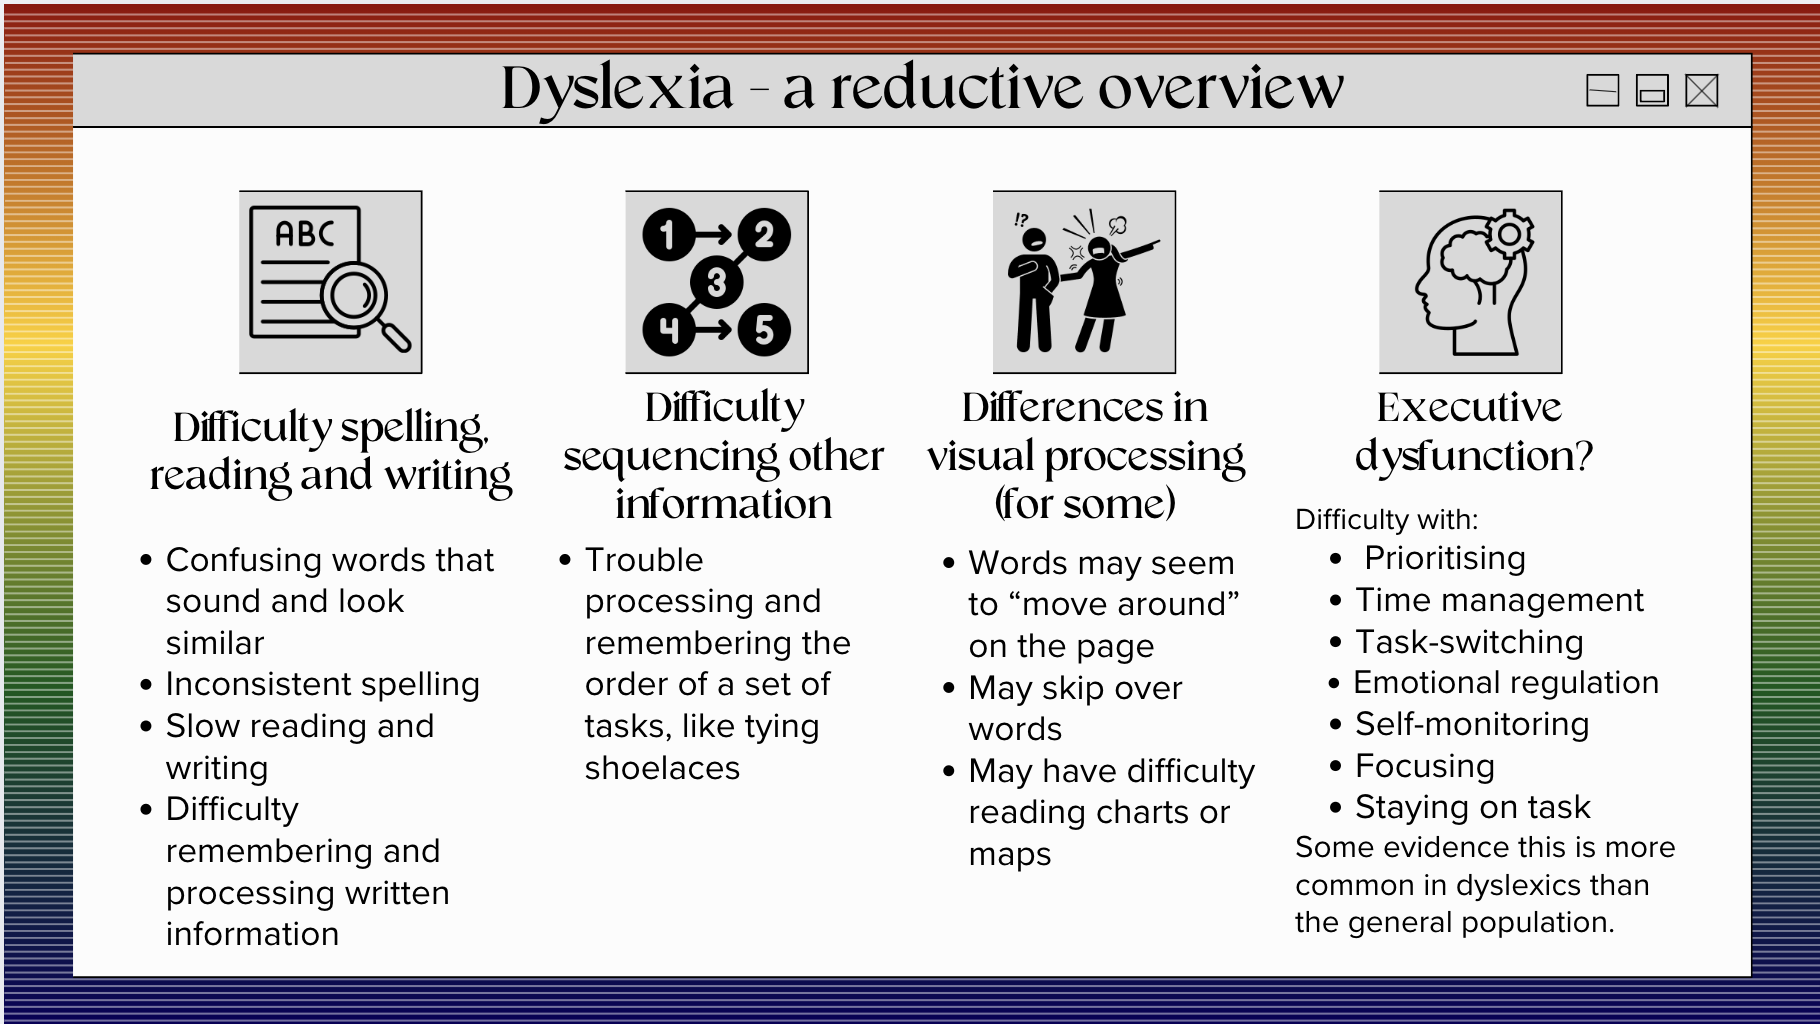 Dyslexia - a reductive overview
ABC
1
2
3
4
5
!?
Difficulty spelling,
reading and writing
• Confusing words that
sound and look
similar
• Inconsistent spelling
• Slow reading and
writing
• Difficulty
remembering and
processing written
information
Difficulty
sequencing other
information
• Trouble
processing and
remembering the
order of a set of
tasks, like tying
shoelaces
Differences in
visual processing
(for some)
• Words may seem
to “move around”
on the page
• May skip over
words
• May have difficulty
reading charts or
maps
Executive
dysfunction?
Difficulty with:
• Prioritising
• Time management
• Task-switching
• Emotional regulation
• Self-monitoring
• Focusing
• Staying on task
Some evidence this is more
common in dyslexics than
the general population.